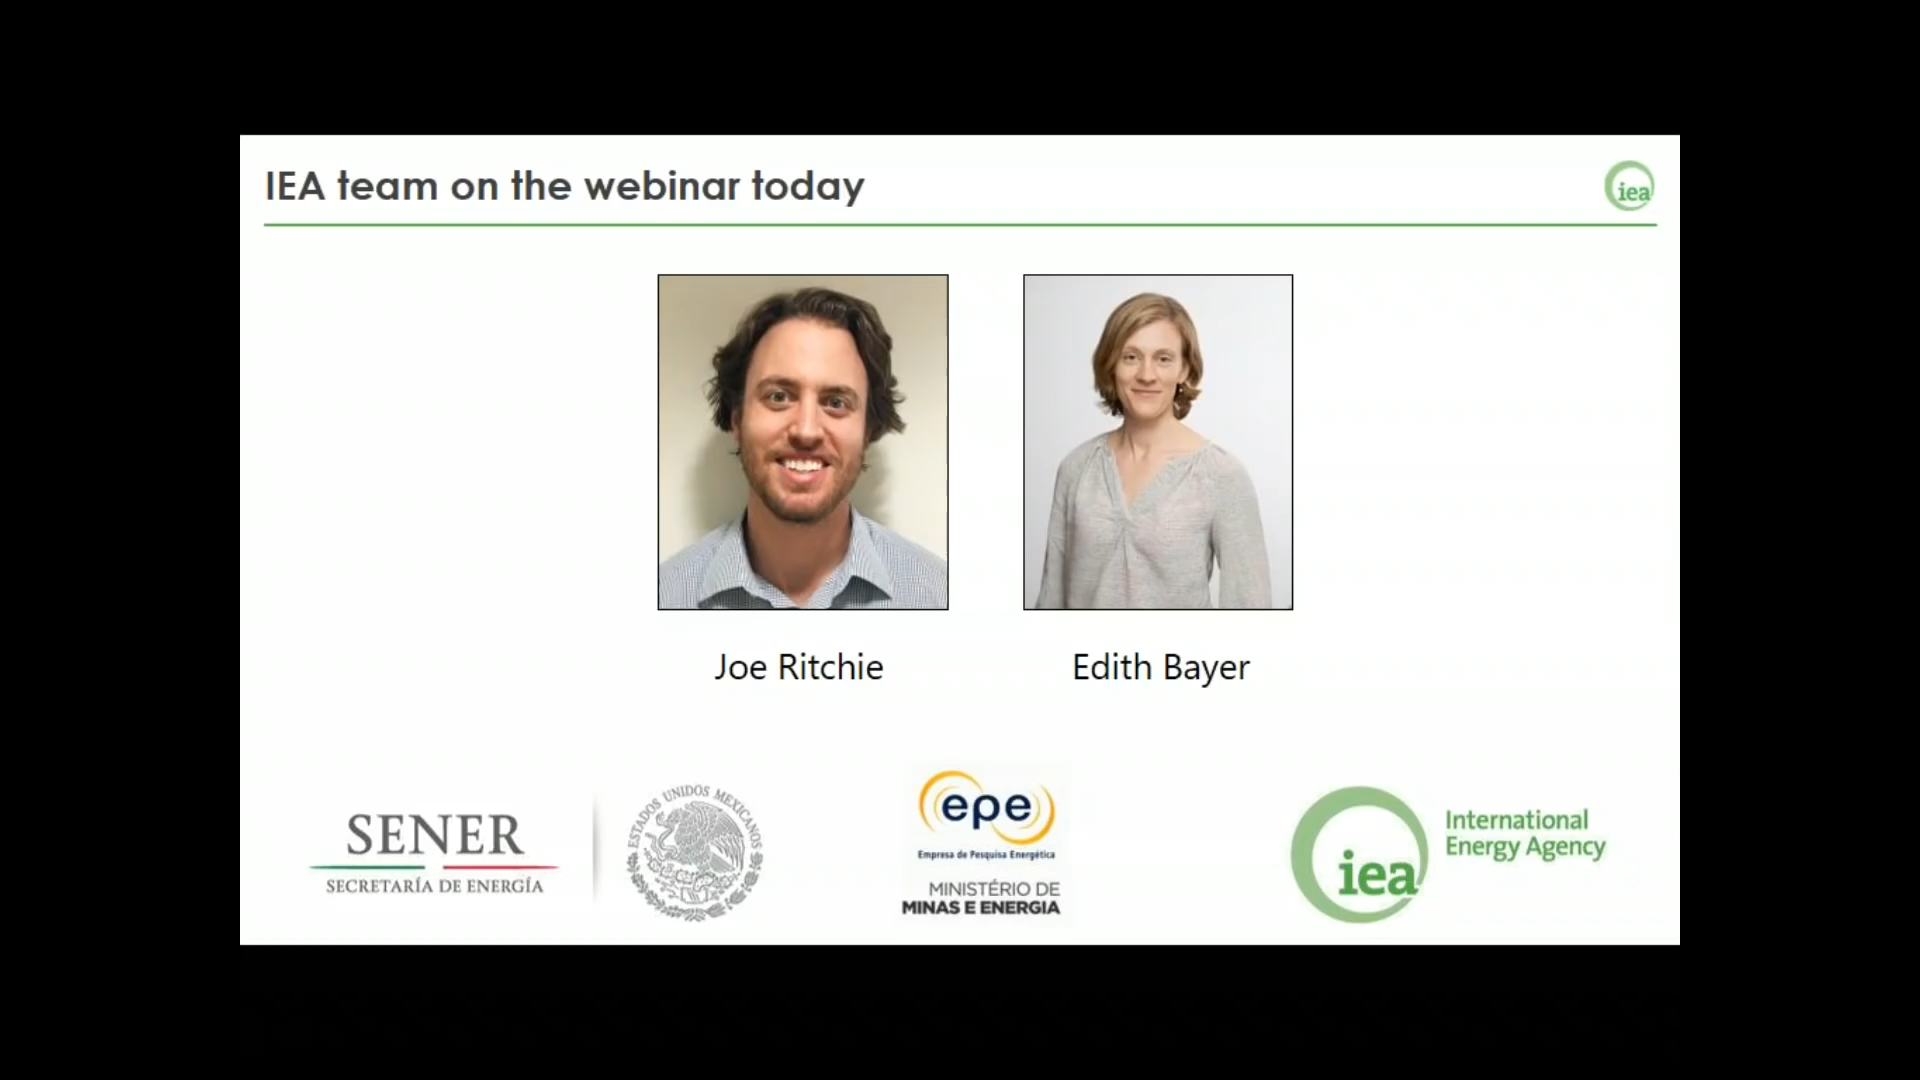 IEA team on the webinar today
iea
Joe Ritchie
Edith Bayer
SENER
SECRETARÍA DE ENERGÍA
ESTADOS UNIDOS MEXICANOS
epe
Empresa de Pesquisa Energética
MINISTÉRIO DE
MINAS E ENERGIA
iea
International
Energy Agency